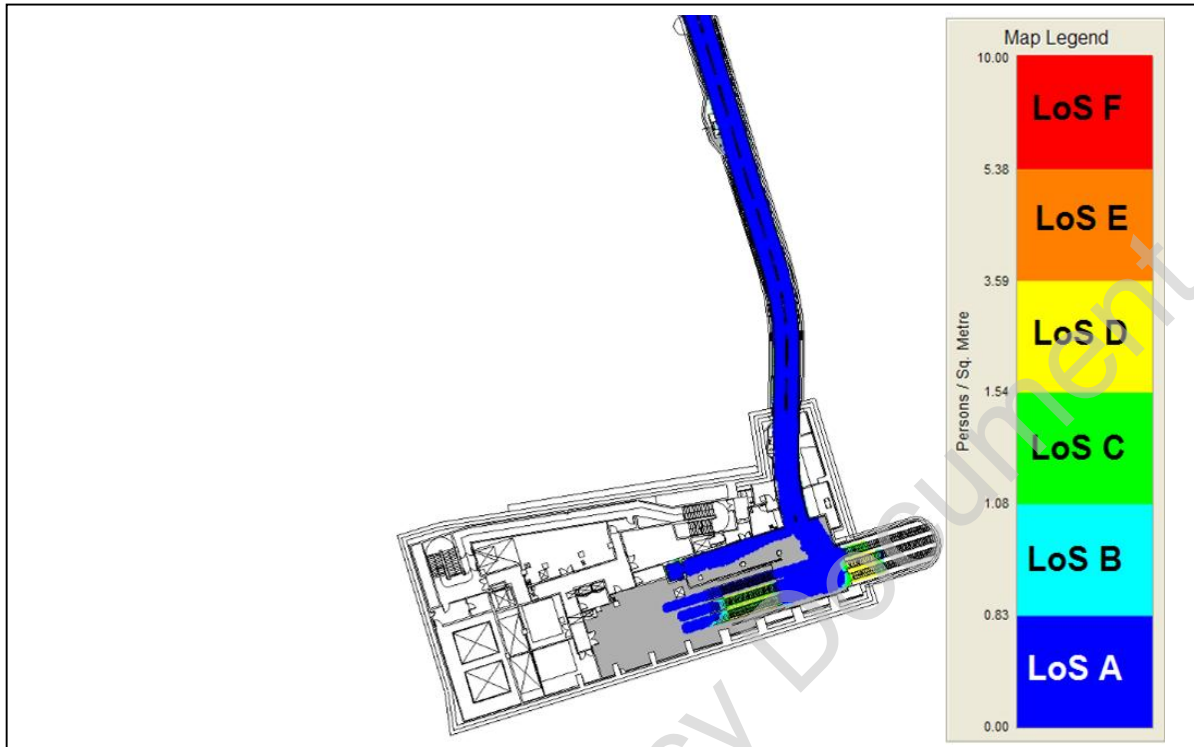 Map Legend
10.00
LoS F
5.38
LoS E
3.59
LoS D
1.54
LoS C
1.08
LoS B
0.83
LoS A
0.00
Persons / Sq. Metre
Document